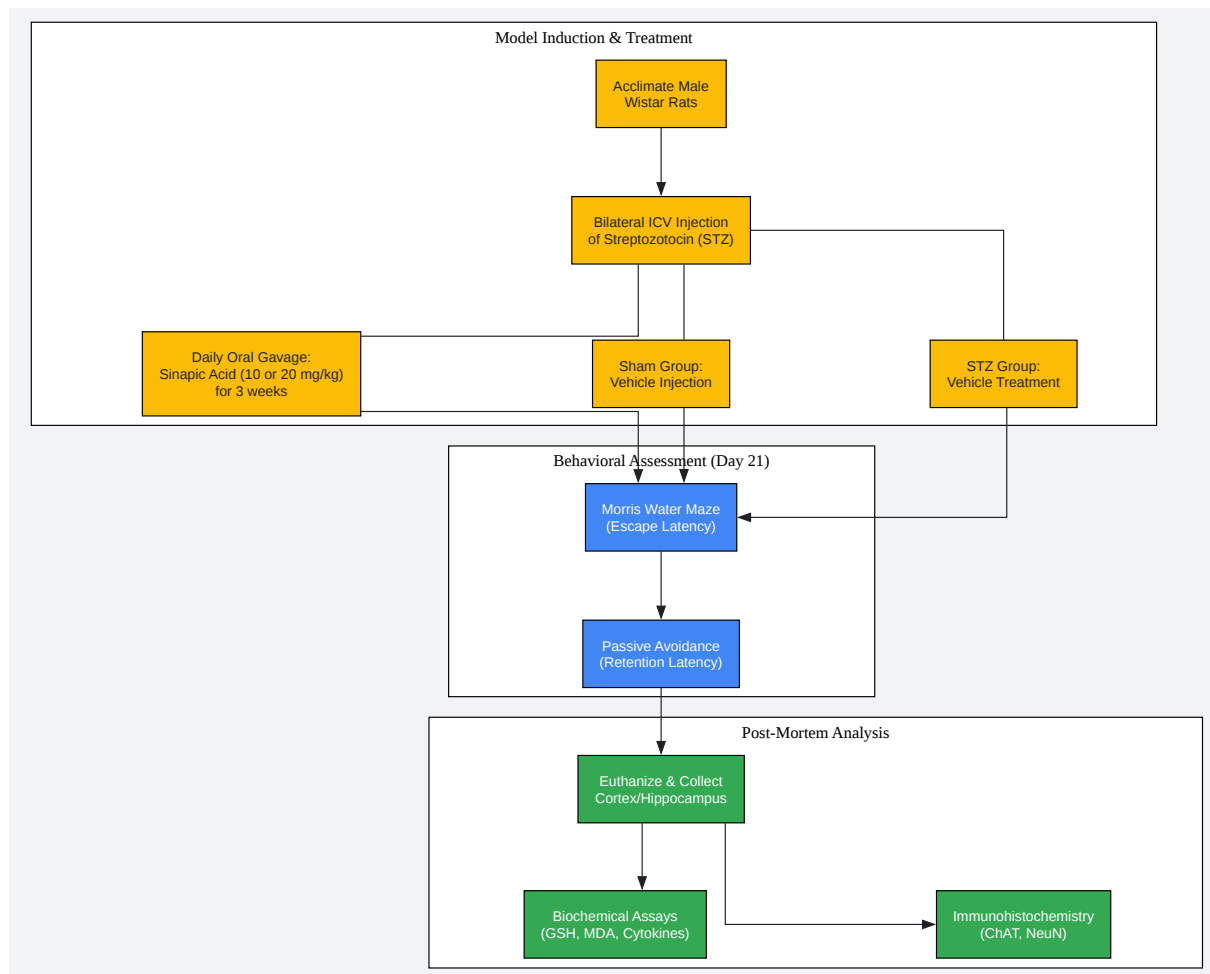 Model Induction & Treatment
Acclimate Male
Wistar Rats
Bilateral ICV Injection
of Streptozotocin (STZ)
Daily Oral Gavage:
Sinapic Acid (10 or 20 mg/kg)
for 3 weeks
Sham Group:
Vehicle Injection
STZ Group:
Vehicle Treatment
Behavioral Assessment (Day 21)
Morris Water Maze
(Escape Latency)
Passive Avoidance
(Retention Latency)
Post-Mortem Analysis
Euthanize & Collect
Cortex/Hippocampus
Biochemical Assays
(GSH, MDA, Cytokines)
Immunohistochemistry
(ChAT, NeuN)